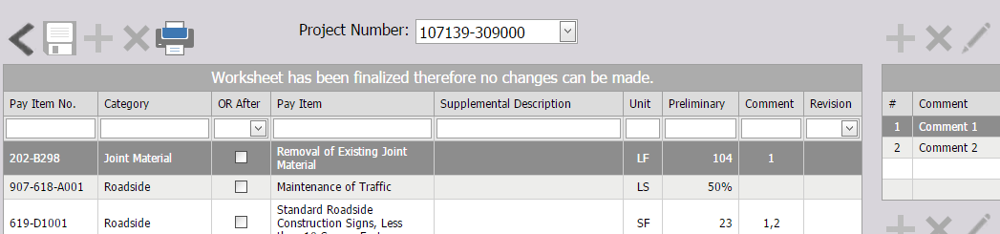 Project Number: 107139-309000
Worksheet has been finalized therefore no changes can be made.
Pay Item No. Category OR After Pay Item Supplemental Description Unit Preliminary Comment Revision
202-B298 Joint Material Removal of Existing Joint Material LF 104 1
907-618-A001 Roadside Maintenance of Traffic LS 50%
619-D1001 Roadside Standard Roadside Construction Signs, Less SF 23 1,2
# Comment
1 Comment 1
2 Comment 2